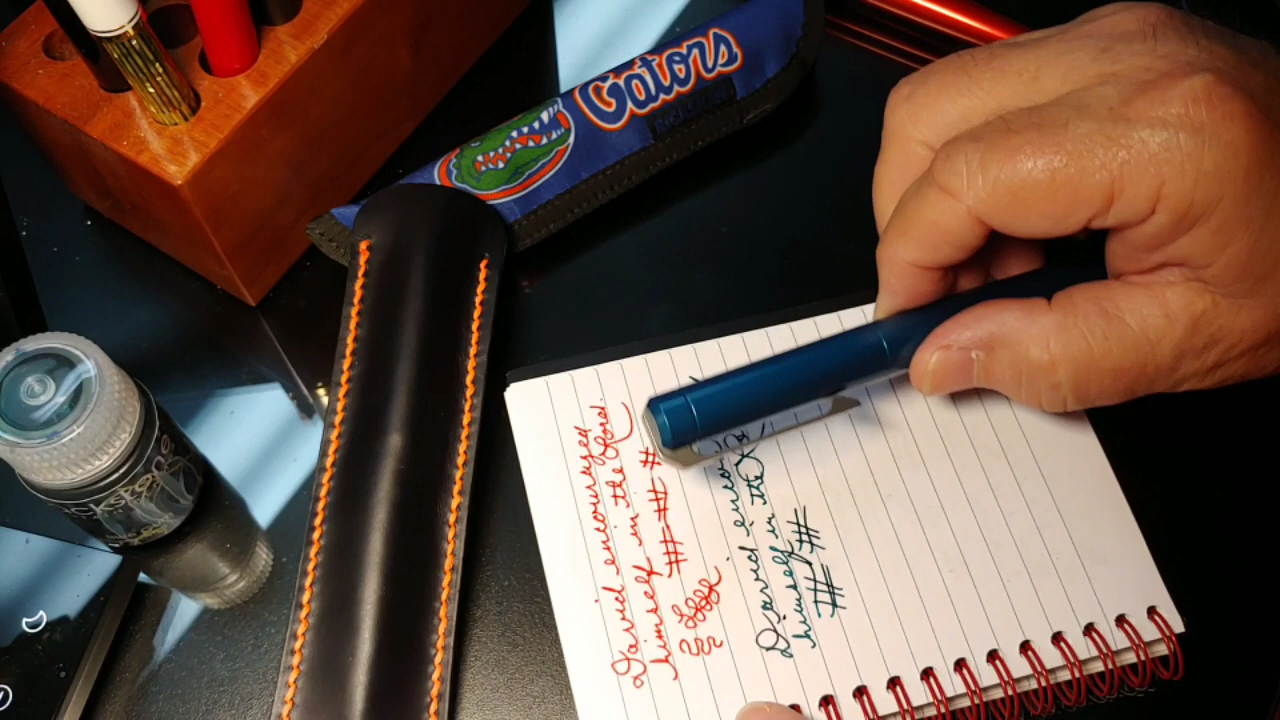 Gators
David encouraged
himself in the Lord.
David enco
himself in the